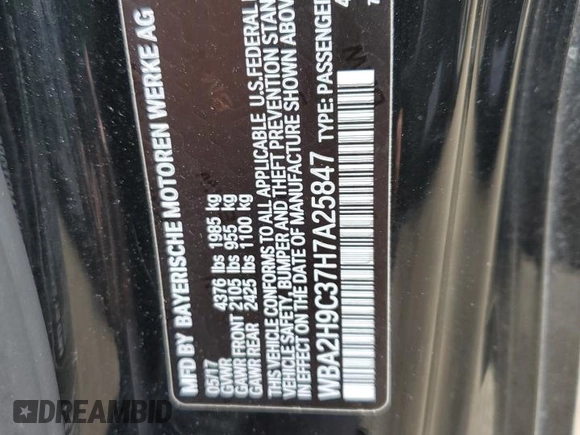 MFD BY BAYERISCHE MOTOREN WERKE AG
05/17
GVWR 4376 lbs 1985 kg
GAWR FRONT 2105 lbs 955 kg
GAWR REAR 2425 lbs 1100 kg
THIS VEHICLE CONFORMS TO ALL APPLICABLE U.S.FEDERAL
VEHICLE SAFETY, BUMPER AND THEFT PREVENTION STAN
IN EFFECT ON THE DATE OF MANUFACTURE SHOWN ABOV
WBA2H9C37H7A25847 TYPE: PASSENGER
DREAMBID